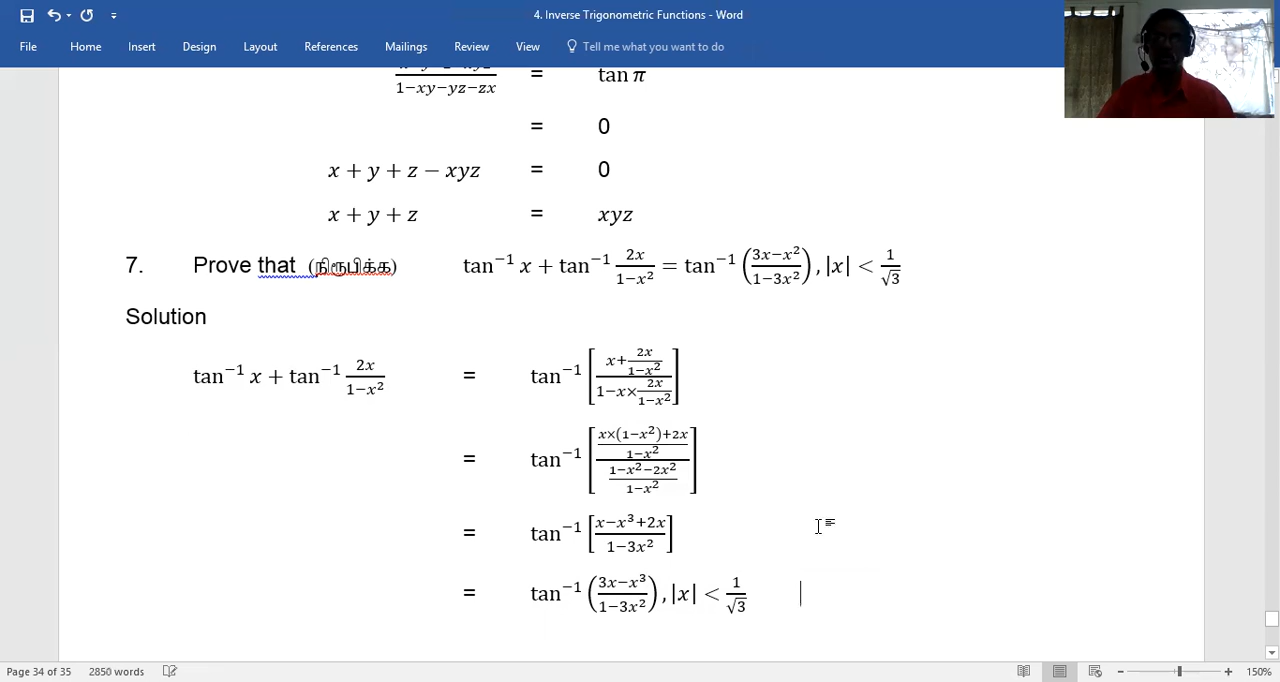 4. Inverse Trigonometric Functions - Word
File Home Insert Design Layout References Mailings Review View Tell me what you want to do
1−xy−yz−zx = tan π
= 0
x + y + z − xyz = 0
x + y + z = xyz
7. Prove that (நிரூபிக்க) tan⁻¹ x + tan⁻¹ 2x/(1−x²) = tan⁻¹ ((3x−x²)/(1−3x²)), |x| < 1/√3
Solution
tan⁻¹ x + tan⁻¹ 2x/(1−x²) = tan⁻¹ [(x+2x/(1−x²))/(1−x×2x/(1−x²))]
= tan⁻¹ [((x×(1−x²)+2x)/(1−x²))/((1−x²−2x²)/(1−x²))]
= tan⁻¹ [(x−x³+2x)/(1−3x²)]
= tan⁻¹ ((3x−x³)/(1−3x²)), |x| < 1/√3
Page 34 of 35 2850 words 150%